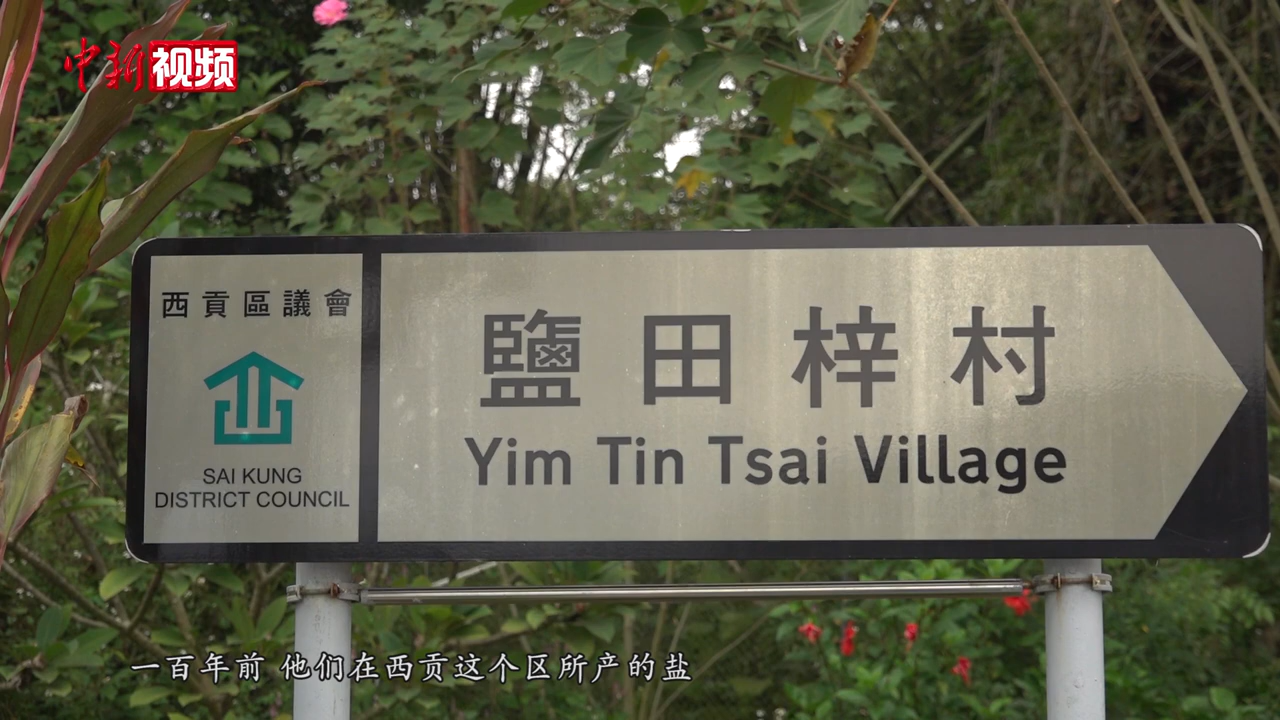 中新视频
西貢區議會
SAI KUNG
DISTRICT COUNCIL
鹽田梓村
Yim Tin Tsai Village
一百年前 他们在西贡这个区所产的盐